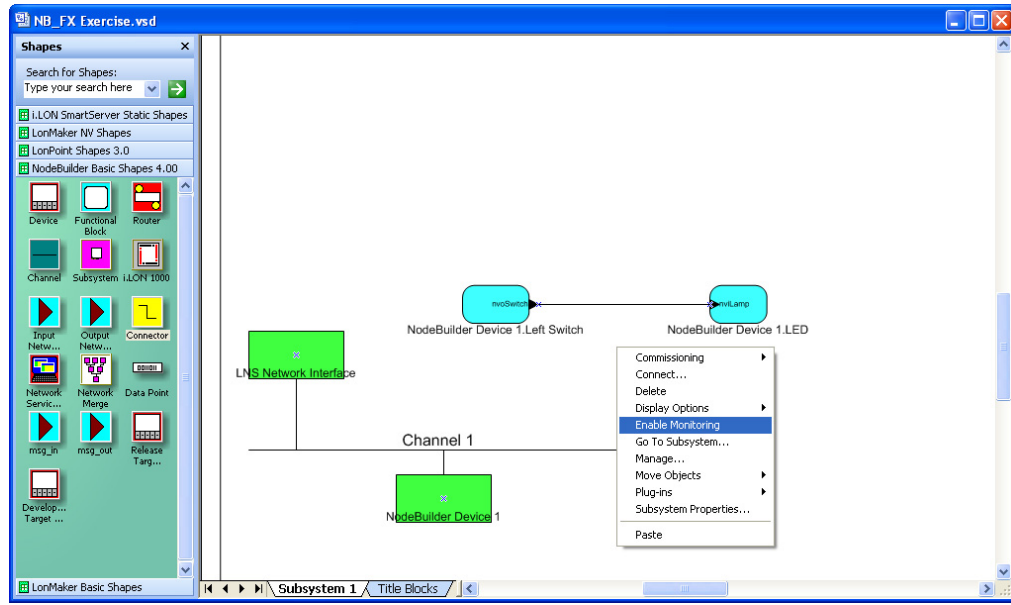 NB_FX Exercise.vsd
Shapes
Search for Shapes:
Type your search here
i.LON SmartServer Static Shapes
LonMaker NV Shapes
LonPoint Shapes 3.0
NodeBuilder Basic Shapes 4.00
Device
Functional
Block
Router
Channel
Subsystem
i.LON 1000
Input
Netw...
Output
Netw...
Connector
Network
Servic...
Network
Merge
Data Point
msg_in
msg_out
Release
Targ...
Develop...
Target ...
LonMaker Basic Shapes
nvoSwitch
NodeBuilder Device 1.Left Switch
nviLamp
NodeBuilder Device 1.LED
LNS Network Interface
Channel 1
NodeBuilder Device 1
Commissioning
Connect...
Delete
Display Options
Enable Monitoring
Go To Subsystem...
Manage...
Move Objects
Plug-ins
Subsystem Properties...
Paste
Subsystem 1
Title Blocks